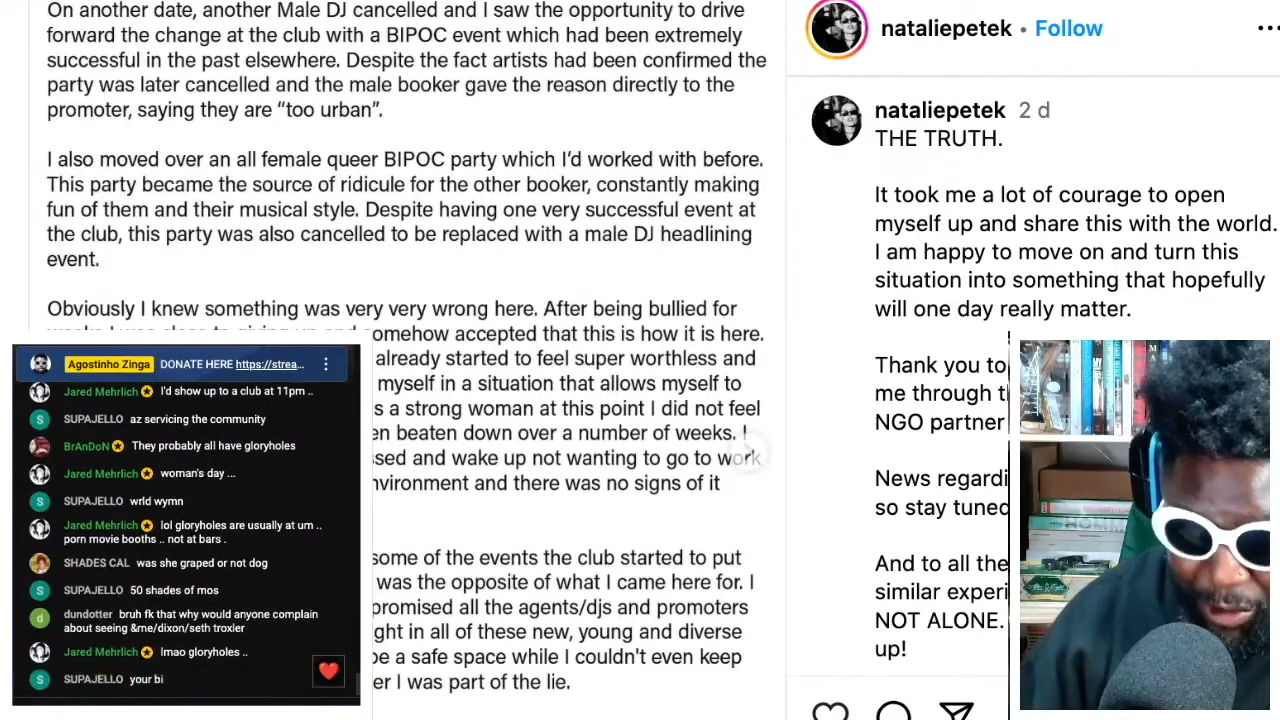 On another date, another Male DJ cancelled and I saw the opportunity to drive
forward the change at the club with a BIPOC event which had been extremely
successful in the past elsewhere. Despite the fact artists had been confirmed the
party was later cancelled and the male booker gave the reason directly to the
promoter, saying they are “too urban”.
I also moved over an all female queer BIPOC party which I’d worked with before.
This party became the source of ridicule for the other booker, constantly making
fun of them and their musical style. Despite having one very successful event at
the club, this party was also cancelled to be replaced with a male DJ headlining
event.
Obviously I knew something was very very wrong here. After being bullied for
omehow accepted that this is how it is here.
already started to feel super worthless and
myself in a situation that allows myself to
s a strong woman at this point I did not feel
en beaten down over a number of weeks. I
ssed and wake up not wanting to go to work
nvironment and there was no signs of it
some of the events the club started to put
was the opposite of what I came here for. I
promised all the agents/djs and promoters
ght in all of these new, young and diverse
be a safe space while I couldn't even keep
er I was part of the lie.
Agostinho Zinga DONATE HERE https://strea...
Jared Mehrlich I'd show up to a club at 11pm ..
SUPAJELLO az servicing the community
BrAnDoN They probably all have gloryholes
Jared Mehrlich woman's day ...
SUPAJELLO wrld wymn
Jared Mehrlich lol gloryholes are usually at um ..
porn movie booths .. not at bars .
SHADES CAL was she graped or not dog
SUPAJELLO 50 shades of mos
dundotter bruh fk that why would anyone complain
about seeing &me/dixon/seth troxler
Jared Mehrlich lmao gloryholes ..
SUPAJELLO your bi
nataliepetek • Follow
nataliepetek 2 d
THE TRUTH.
It took me a lot of courage to open
myself up and share this with the world.
I am happy to move on and turn this
situation into something that hopefully
will one day really matter.
Thank you to
me through t
NGO partner
News regardi
so stay tuned
And to all the
similar experi
NOT ALONE.
up!